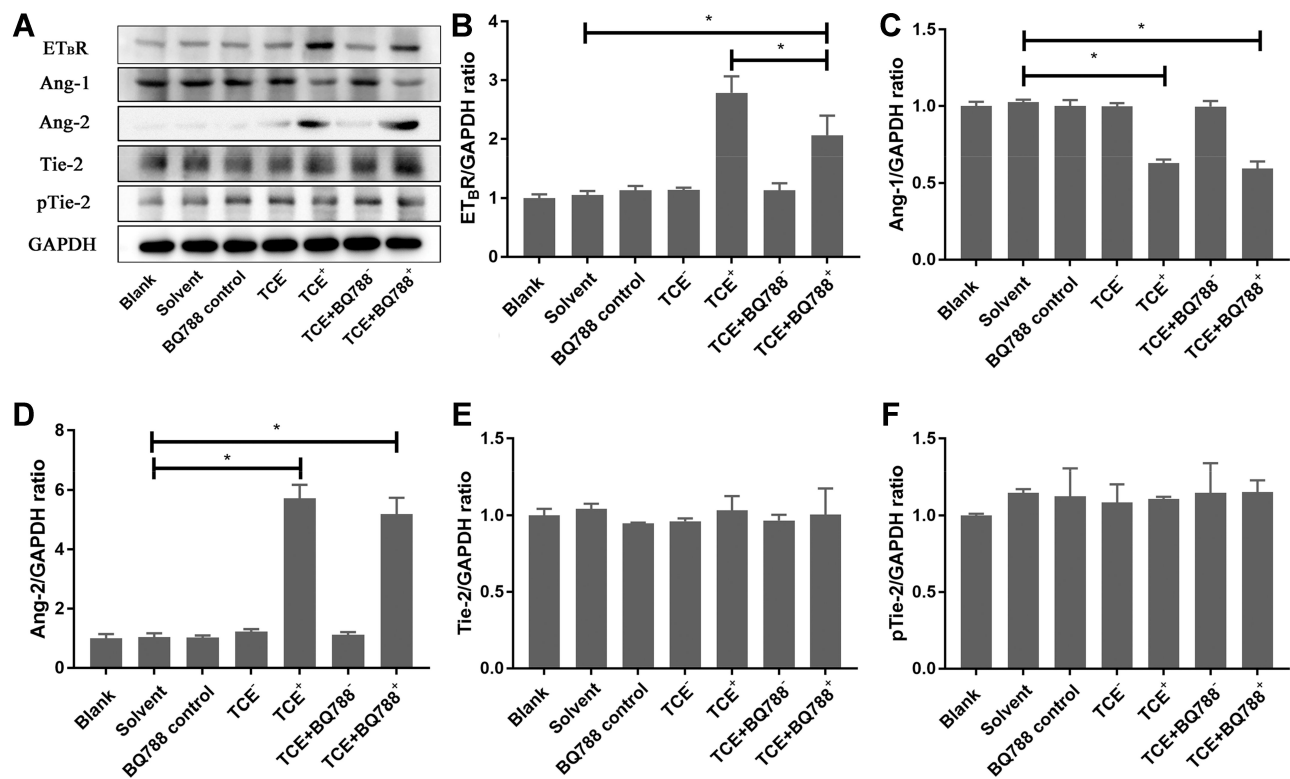 A
ETBR
Ang-1
Ang-2
Tie-2
pTie-2
GAPDH
Blank
Solvent
BQ788 control
TCE-
TCE+
TCE+BQ788-
TCE+BQ788+
B
ETBR/GAPDH ratio
4
3
2
1
0
*
*
Blank
Solvent
BQ788 control
TCE-
TCE+
TCE+BQ788-
TCE+BQ788+
C
Ang-1/GAPDH ratio
1.5
1.0
0.5
0.0
*
*
Blank
Solvent
BQ788 control
TCE-
TCE+
TCE+BQ788-
TCE+BQ788+
D
Ang-2/GAPDH ratio
8
6
4
2
0
*
*
Blank
Solvent
BQ788 control
TCE-
TCE+
TCE+BQ788-
TCE+BQ788+
E
Tie-2/GAPDH ratio
1.5
1.0
0.5
0.0
Blank
Solvent
BQ788 control
TCE-
TCE+
TCE+BQ788-
TCE+BQ788+
F
pTie-2/GAPDH ratio
1.5
1.0
0.5
0.0
Blank
Solvent
BQ788 control
TCE-
TCE+
TCE+BQ788-
TCE+BQ788+